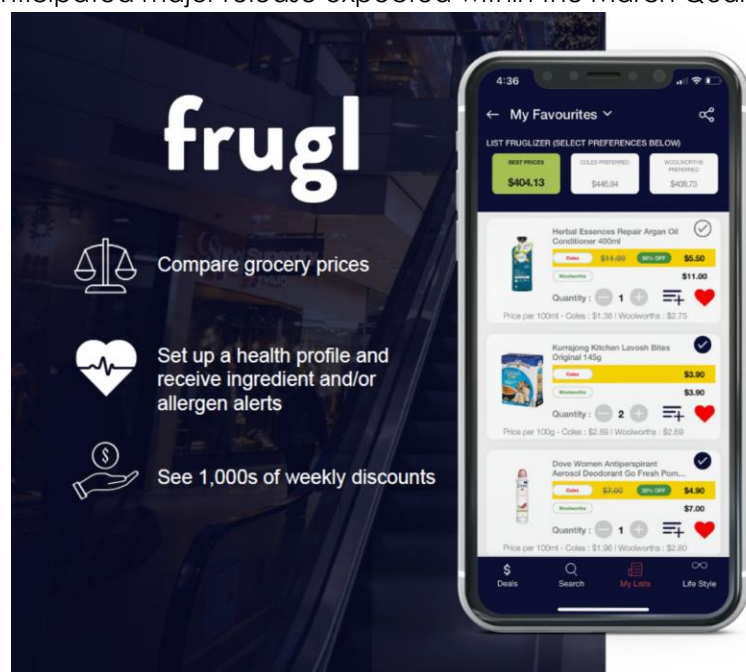 frugl
Compare grocery prices
Set up a health profile and
receive ingredient and/or
allergen alerts
See 1,000s of weekly discounts
4:36
← My Favourites
LIST FRUGLIZER (SELECT PREFERENCES BELOW)
BEST PRICES
$404.13
COLES PREFERRED
WOOLWORTHS
PREFERRED
Herbal Essences Repair Argan Oil
Conditioner 400ml
Coles $11.00 50% OFF $5.50
Woolworths $11.00
Quantity : 1
Price per 100ml - Coles : $1.38 I Woolworths : $2.75
Kurrajong Kitchen Lavosh Bites
Original 145g
Coles $3.90
Woolworths $3.90
Quantity : 2
Price per 100g - Coles : $2.69 I Woolworths : $2.69
Dove Women Antiperspirant
Aerosol Deodorant Go Fresh Pom...
Coles $7.00 30% OFF $4.90
Woolworths $7.00
Quantity : 1
Price per 100ml - Coles : $1.96 I Woolworths : $2.80
Deals Search My Lists Life Style